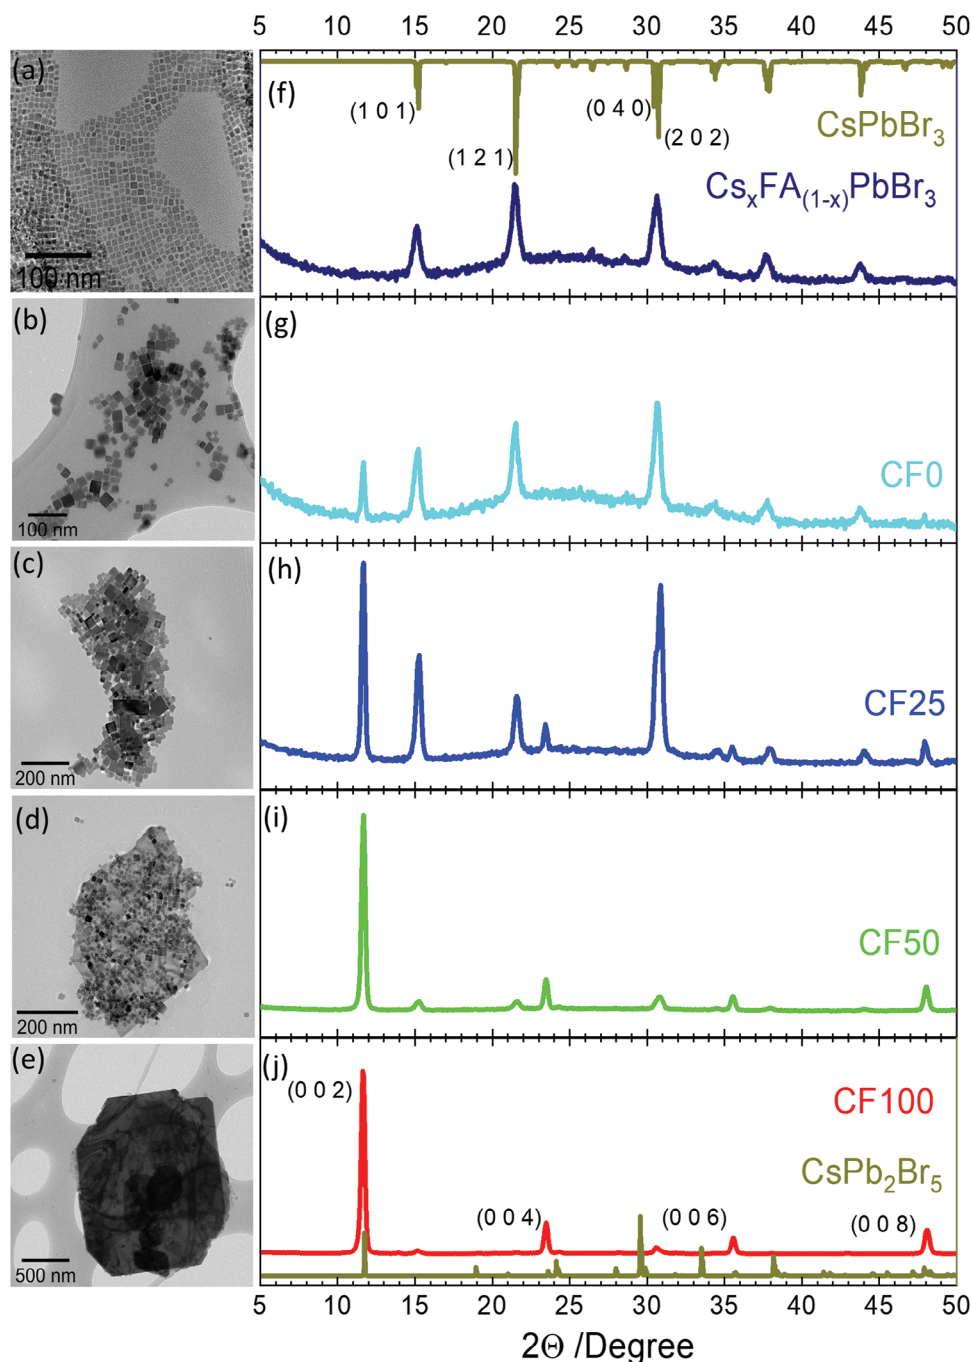 5 10 15 20 25 30 35 40 45 50
(a)
100 nm
(f)
(1 0 1)
(1 2 1)
(0 4 0)
(2 0 2)
CsPbBr3
CsxFA(1-x)PbBr3
(b)
100 nm
(g)
CF0
(c)
200 nm
(h)
CF25
(d)
200 nm
(i)
CF50
(e)
500 nm
(j)
(0 0 2)
CF100
CsPb2Br5
(0 0 4)
(0 0 6)
(0 0 8)
5 10 15 20 25 30 35 40 45 50
2Θ /Degree